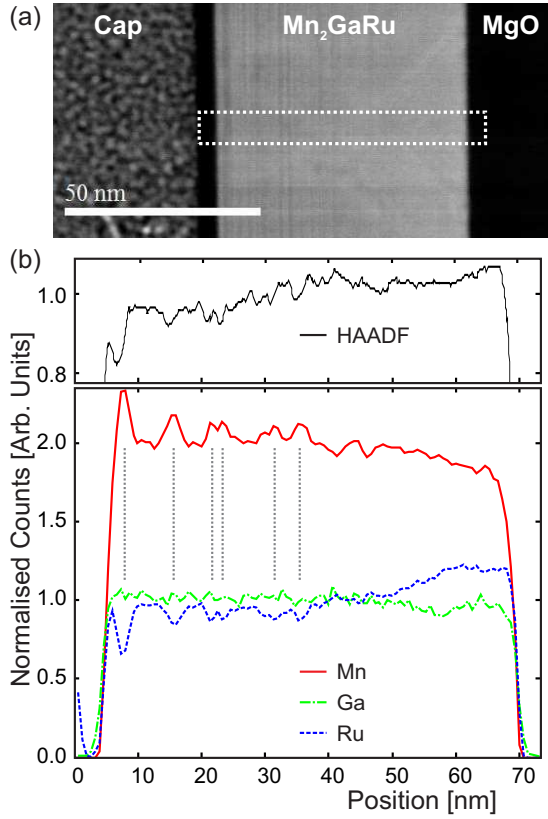 (a)
Cap Mn₂GaRu MgO
50 nm
(b)
1.0
0.8
HAADF
Normalised Counts [Arb. Units]
2.0
1.5
1.0
0.5
0.0
Mn
Ga
Ru
0 10 20 30 40 50 60 70
Position [nm]